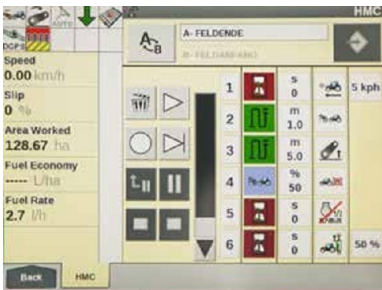 HMC
AUTO
DGPS
A
B
A- FELDENDE
B- FELDANFANG
Speed
0.00 km/h
Slip
0 %
Area Worked
128.67 ha
Fuel Economy
----- L/ha
Fuel Rate
2.7 l/h
1 s 0 5 kph
2 m 1.0
3 m 5.0
4 % 50
5 s 0
6 s 0 50 %
Back
HMC